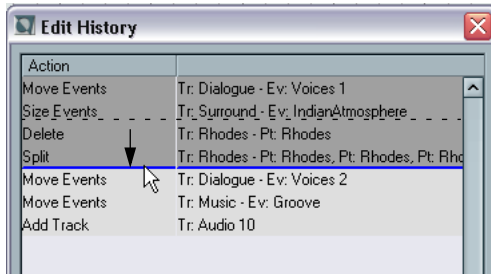 Edit History
Action
Move Events Tr: Dialogue - Ev: Voices 1
Size Events Tr: Surround - Ev: IndianAtmosphere
Delete Tr: Rhodes - Pt: Rhodes
Split Tr: Rhodes - Pt: Rhodes, Pt: Rhodes, Pt: Rho
Move Events Tr: Dialogue - Ev: Voices 2
Move Events Tr: Music - Ev: Groove
Add Track Tr: Audio 10